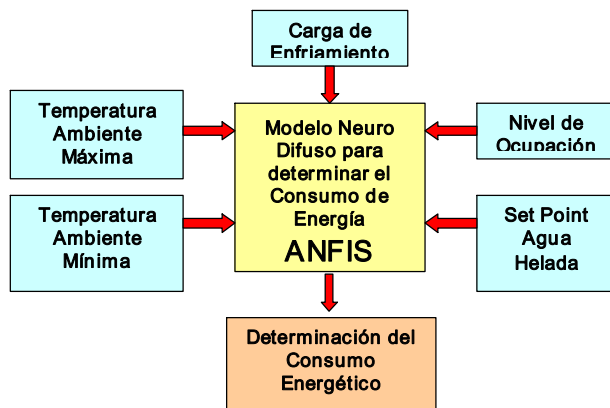 Carga de
Enfriamiento
Temperatura
Ambiente
Máxima
Modelo Neuro
Difuso para
determinar el
Consumo de
Energía
ANFIS
Nivel de
Ocupación
Temperatura
Ambiente
Mínima
Set Point
Agua
Helada
Determinación del
Consumo
Energético